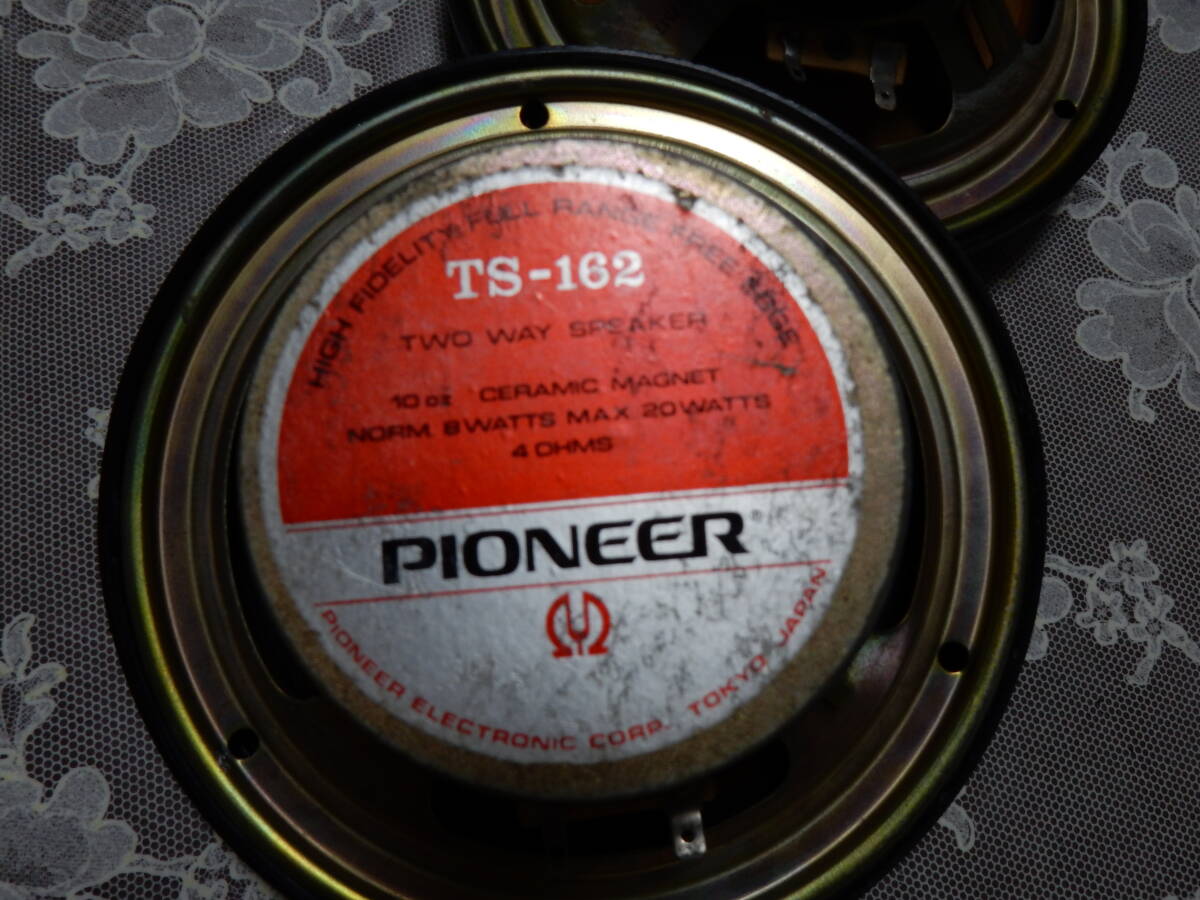 HIGH FIDELITY FULL RANGE FREE EDGE
TS-162
TWO WAY SPEAKER
10 oz CERAMIC MAGNET
NORM. 8 WATTS MAX 20 WATTS
4 OHMS
PIONEER
PIONEER ELECTRONIC CORP. TOKYO JAPAN